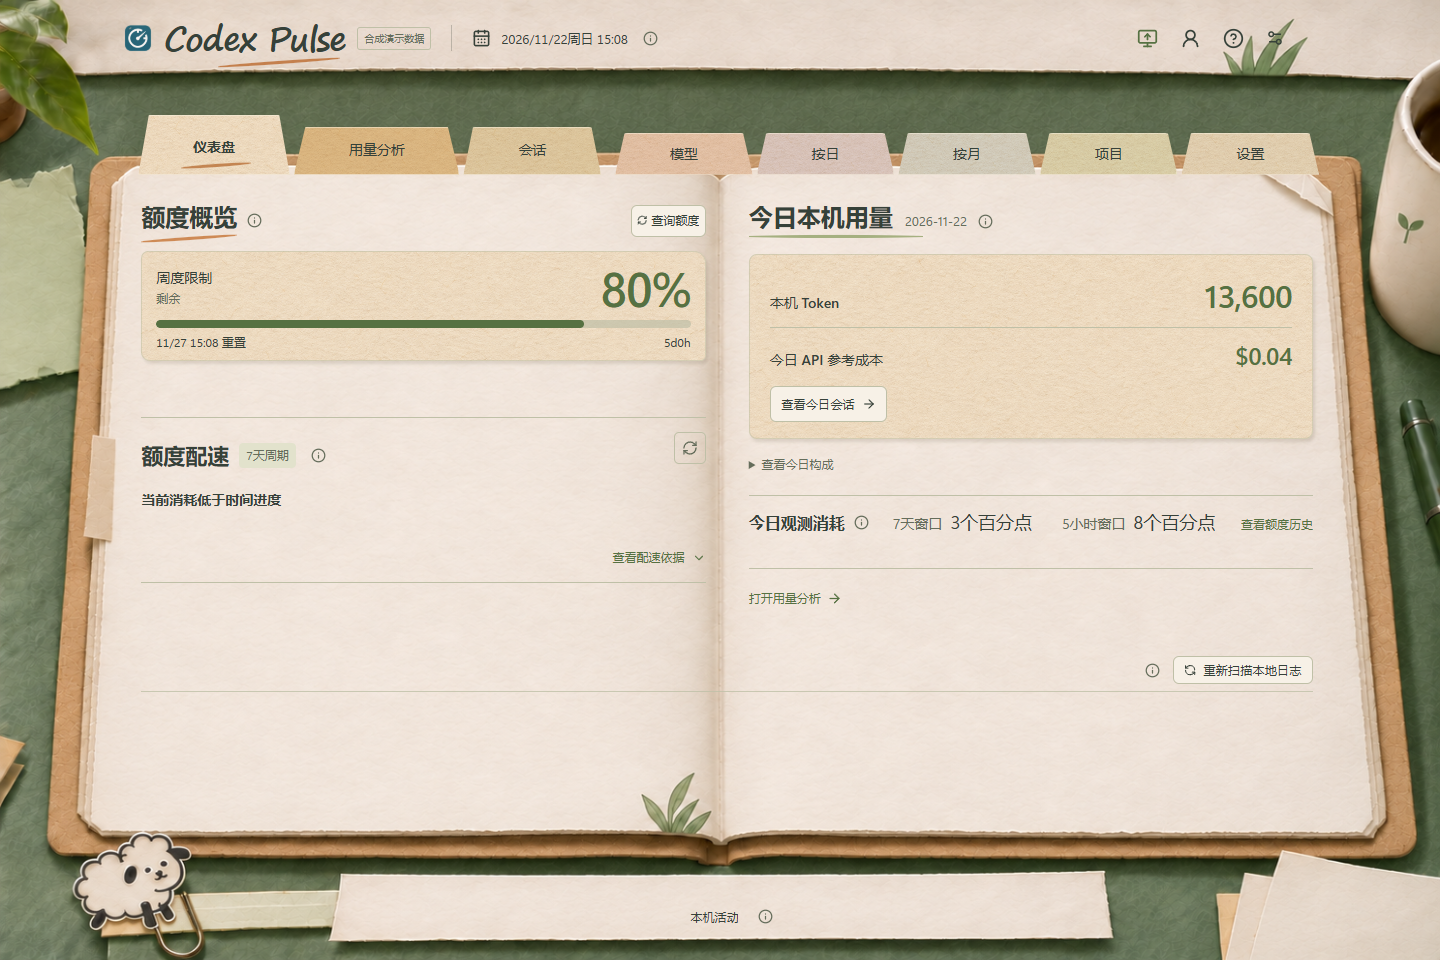 Codex Pulse 合成演示数据 2026/11/22周日 15:08
仪表盘 用量分析 会话 模型 按日 按月 项目 设置
额度概览
查询额度
周度限制
剩余
80%
11/27 15:08 重置
5d0h
额度配速 7天周期
当前消耗低于时间进度
查看配速依据
今日本机用量 2026-11-22
本机 Token
13,600
今日 API 参考成本
$0.04
查看今日会话
查看今日构成
今日观测消耗 7天窗口 3个百分点 5小时窗口 8个百分点 查看额度历史
打开用量分析
重新扫描本地日志
本机活动